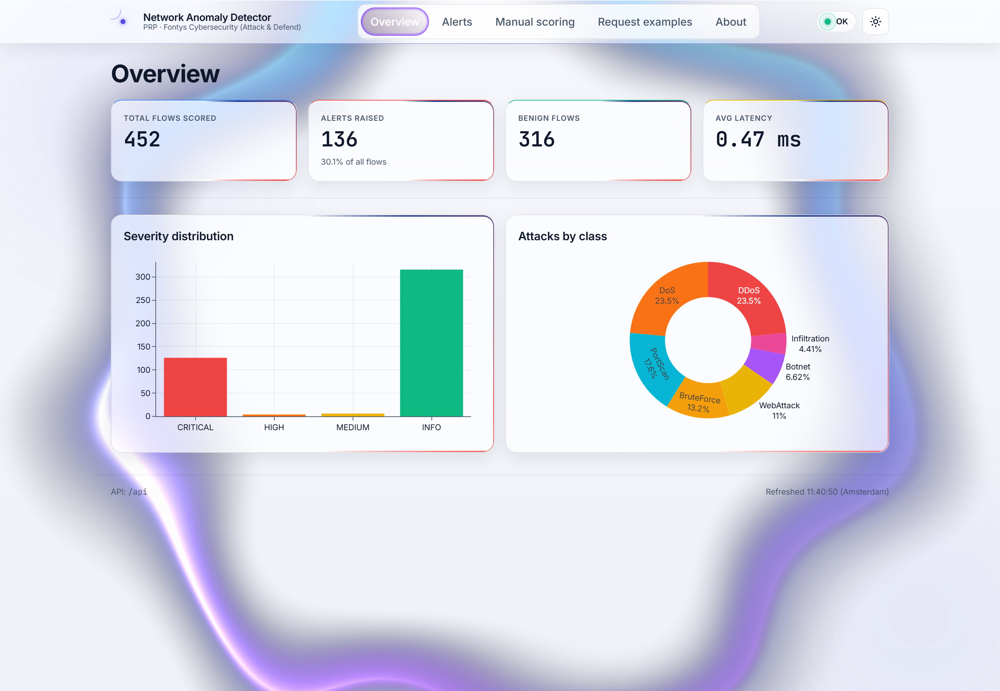 Network Anomaly Detector
PRP · Fontys Cybersecurity (Attack & Defend)
Overview
Alerts
Manual scoring
Request examples
About
OK
Overview
TOTAL FLOWS SCORED
452
ALERTS RAISED
136
30.1% of all flows
BENIGN FLOWS
316
AVG LATENCY
0.47 ms
Severity distribution
300
250
200
150
100
50
0
CRITICAL
HIGH
MEDIUM
INFO
Attacks by class
DoS
23.5%
DDoS
23.5%
Infiltration
4.41%
Botnet
6.62%
WebAttack
11%
BruteForce
13.2%
PortScan
17.6%
API: /api
Refreshed 11:40:50 (Amsterdam)